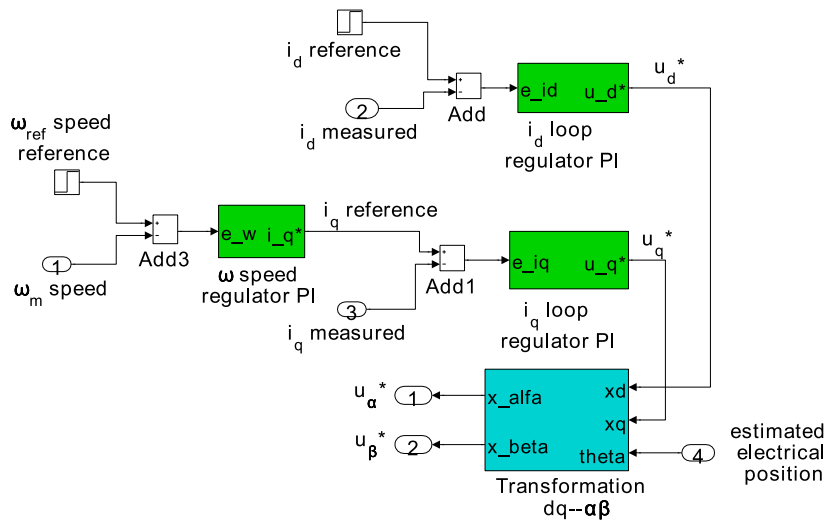 i_d reference
+
−
2
i_d measured
Add
e_id u_d*
i_d loop
regulator PI
u_d*
ω_ref speed
reference
+
−
1
ω_m speed
Add3
e_w i_q*
ω speed
regulator PI
i_q reference
+
−
3
i_q measured
Add1
e_iq u_q*
i_q loop
regulator PI
u_q*
u_α*
1
x_alfa
xd
xq
u_β*
2
x_beta
theta
4
estimated
electrical
position
Transformation
dq--αβ